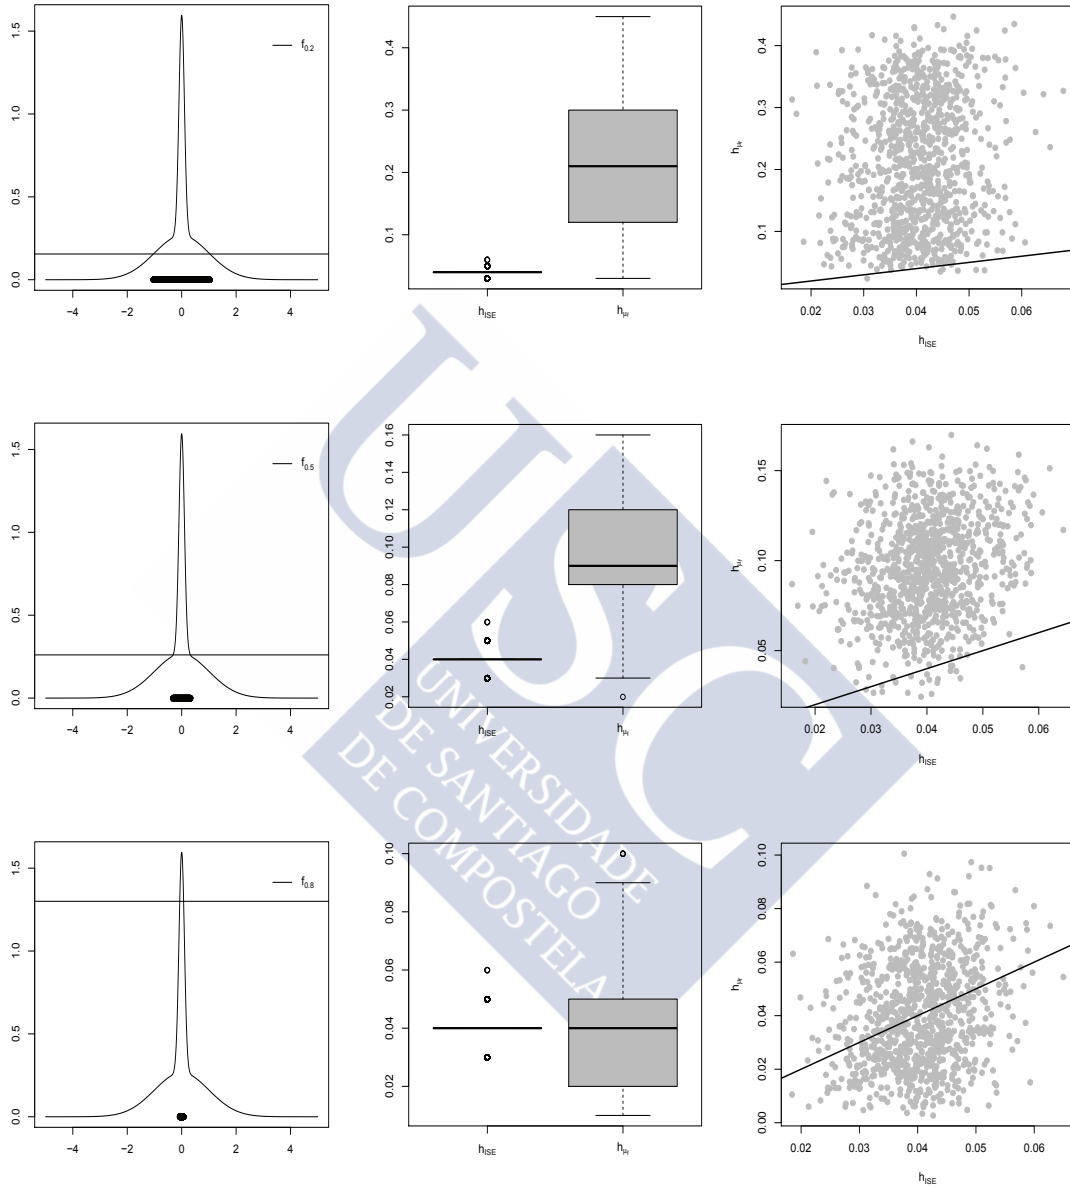 f0.2
0.0 0.5 1.0 1.5
−4 −2 0 2 4
0.1 0.2 0.3 0.4
hISE hμf
hμf
0.1 0.2 0.3 0.4
0.02 0.03 0.04 0.05 0.06
hISE
f0.5
0.0 0.5 1.0 1.5
−4 −2 0 2 4
0.02 0.04 0.06 0.08 0.10 0.12 0.14 0.16
hISE hμf
hμf
0.05 0.10 0.15
0.02 0.03 0.04 0.05 0.06
hISE
USC
UNIVERSIDADE
DE SANTIAGO
DE COMPOSTELA
f0.8
0.0 0.5 1.0 1.5
−4 −2 0 2 4
0.02 0.04 0.06 0.08 0.10
hISE hμf
hμf
0.00 0.02 0.04 0.06 0.08 0.10
0.02 0.03 0.04 0.05 0.06
hISE